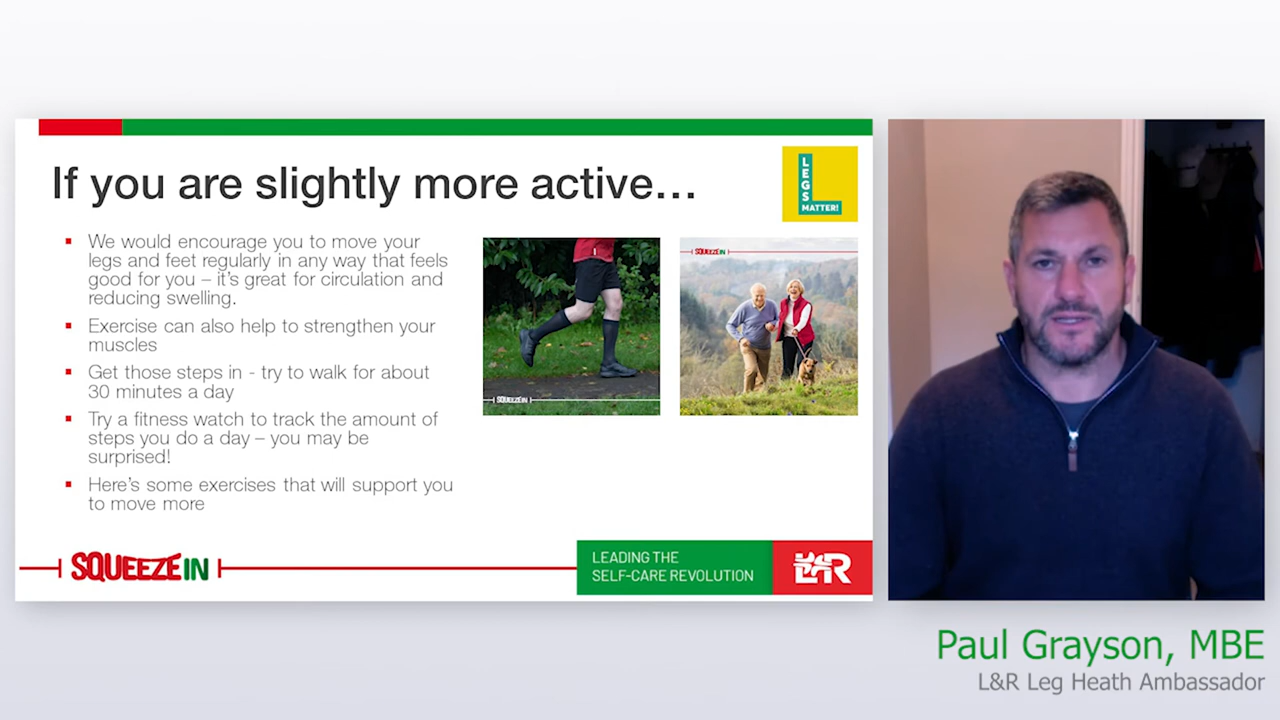 If you are slightly more active…
LEGS
MATTER!
We would encourage you to move your
legs and feet regularly in any way that feels
good for you – it's great for circulation and
reducing swelling.
Exercise can also help to strengthen your
muscles
Get those steps in - try to walk for about
30 minutes a day
Try a fitness watch to track the amount of
steps you do a day – you may be
surprised!
Here's some exercises that will support you
to move more
SQUEEZEIN
SQUEEZEIN
SQUEEZEIN
LEADING THE
SELF-CARE REVOLUTION
L&R
Paul Grayson, MBE
L&R Leg Heath Ambassador